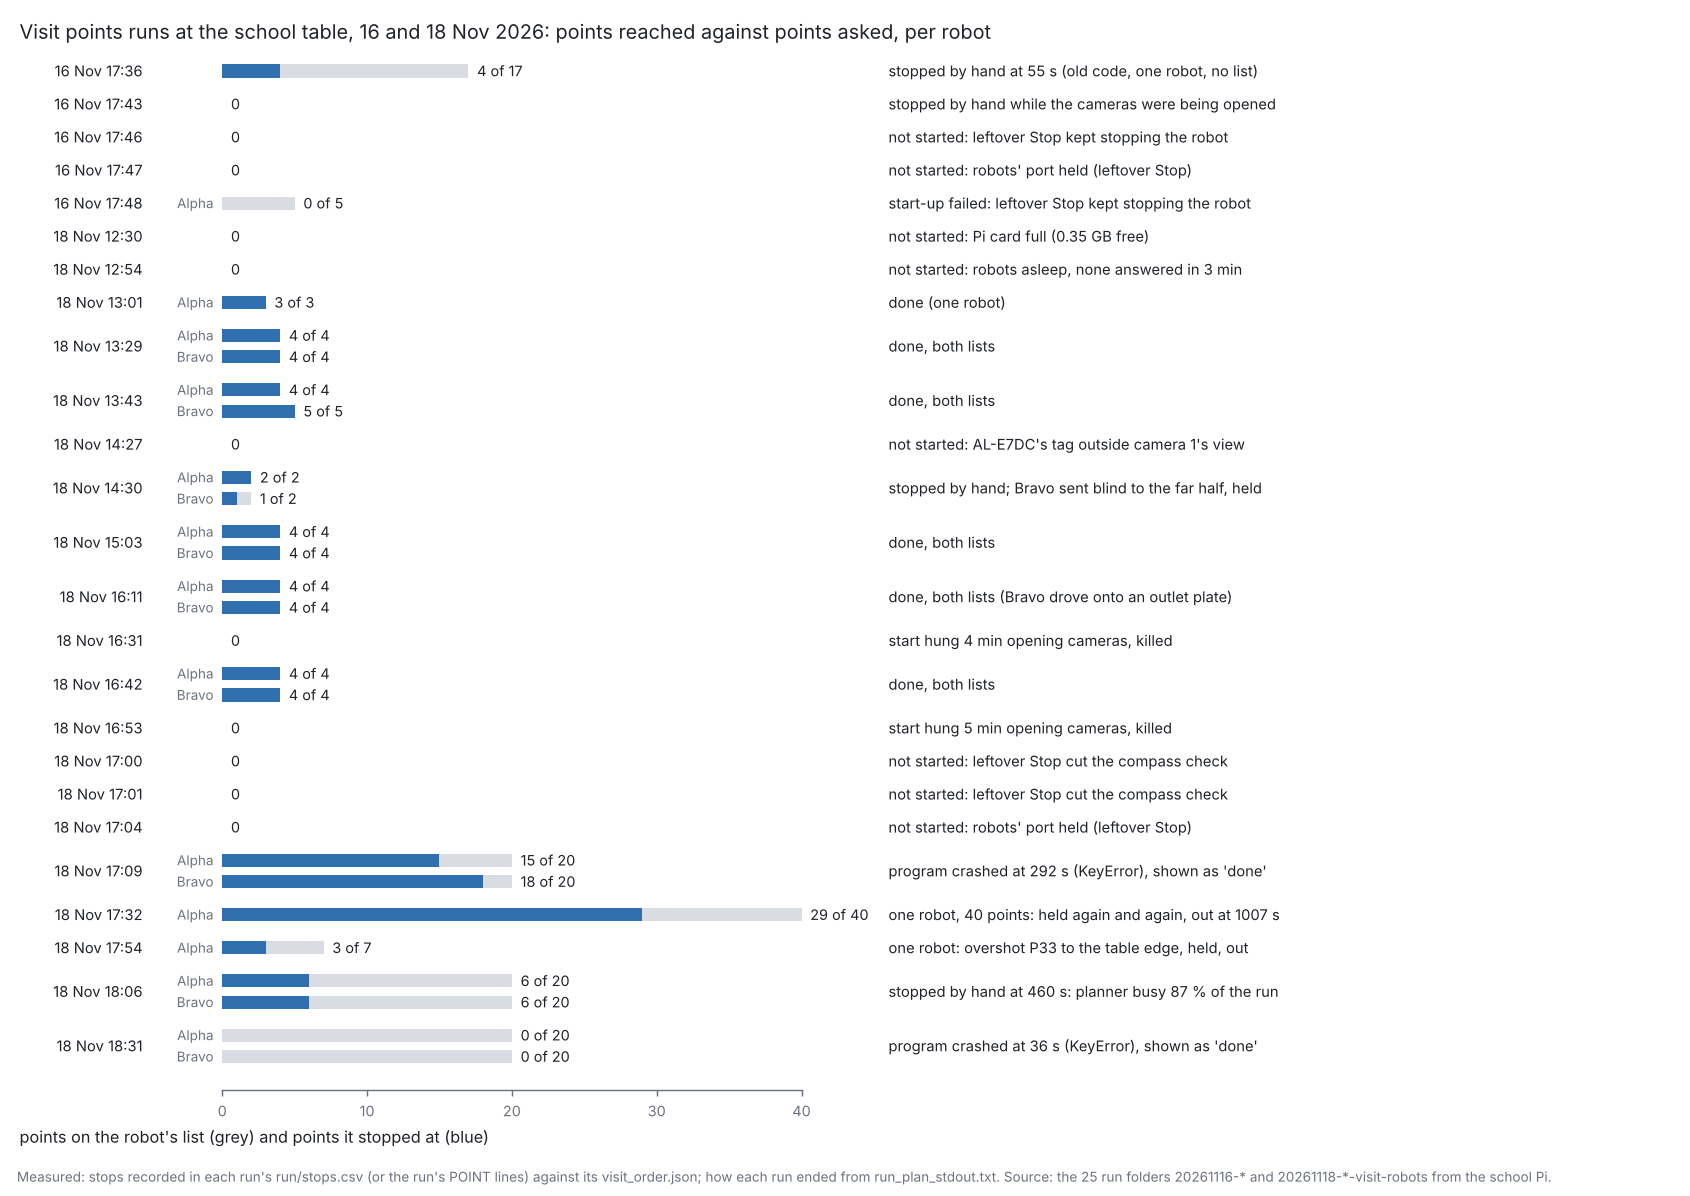 Visit points runs at the school table, 16 and 18 Nov 2026: points reached against points asked, per robot
16 Nov 17:36 4 of 17 stopped by hand at 55 s (old code, one robot, no list)
16 Nov 17:43 0 stopped by hand while the cameras were being opened
16 Nov 17:46 0 not started: leftover Stop kept stopping the robot
16 Nov 17:47 0 not started: robots' port held (leftover Stop)
16 Nov 17:48 Alpha 0 of 5 start-up failed: leftover Stop kept stopping the robot
18 Nov 12:30 0 not started: Pi card full (0.35 GB free)
18 Nov 12:54 0 not started: robots asleep, none answered in 3 min
18 Nov 13:01 Alpha 3 of 3 done (one robot)
Alpha 4 of 4
18 Nov 13:29 done, both lists
Bravo 4 of 4
Alpha 4 of 4
18 Nov 13:43 done, both lists
Bravo 5 of 5
18 Nov 14:27 0 not started: AL-E7DC's tag outside camera 1's view
Alpha 2 of 2
18 Nov 14:30 stopped by hand; Bravo sent blind to the far half, held
Bravo 1 of 2
Alpha 4 of 4
18 Nov 15:03 done, both lists
Bravo 4 of 4
Alpha 4 of 4
18 Nov 16:11 done, both lists (Bravo drove onto an outlet plate)
Bravo 4 of 4
18 Nov 16:31 0 start hung 4 min opening cameras, killed
Alpha 4 of 4
18 Nov 16:42 done, both lists
Bravo 4 of 4
18 Nov 16:53 0 start hung 5 min opening cameras, killed
18 Nov 17:00 0 not started: leftover Stop cut the compass check
18 Nov 17:01 0 not started: leftover Stop cut the compass check
18 Nov 17:04 0 not started: robots' port held (leftover Stop)
Alpha 15 of 20
18 Nov 17:09 program crashed at 292 s (KeyError), shown as 'done'
Bravo 18 of 20
18 Nov 17:32 Alpha 29 of 40 one robot, 40 points: held again and again, out at 1007 s
18 Nov 17:54 Alpha 3 of 7 one robot: overshot P33 to the table edge, held, out
Alpha 6 of 20
18 Nov 18:06 stopped by hand at 460 s: planner busy 87 % of the run
Bravo 6 of 20
Alpha 0 of 20
18 Nov 18:31 program crashed at 36 s (KeyError), shown as 'done'
Bravo 0 of 20
0 10 20 30 40
points on the robot's list (grey) and points it stopped at (blue)
Measured: stops recorded in each run's run/stops.csv (or the run's POINT lines) against its visit_order.json; how each run ended from run_plan_stdout.txt. Source: the 25 run folders 20261116-* and 20261118-*-visit-robots from the school Pi.